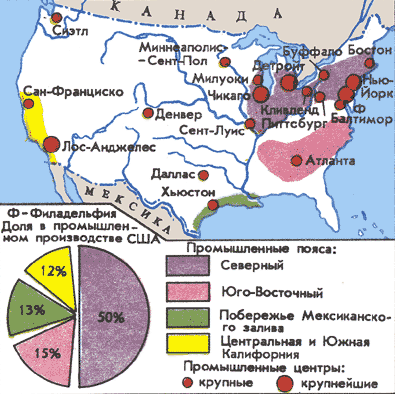 КАНАДА
Сиэтл
Миннеаполис
-Сент-Пол
Буффало
Бостон
Детройт
Милуоки
Нью-
Йорк
Сан-Франциско
Чикаго
Ф
Денвер
Кливленд
Балтимор
Сент-Луис
Питтсбург
Лос-Анджелес
Атланта
Даллас
МЕКСИКА
Хьюстон
Ф-Филадельфия
Доля в промышлен-
ном производстве США
12%
13%
50%
15%
Промышленные пояса:
Северный
Юго-Восточный
Побережье Мексиканско-
го залива
Центральная и Южная
Калифорния
Промышленные центры:
крупные
крупнейшие